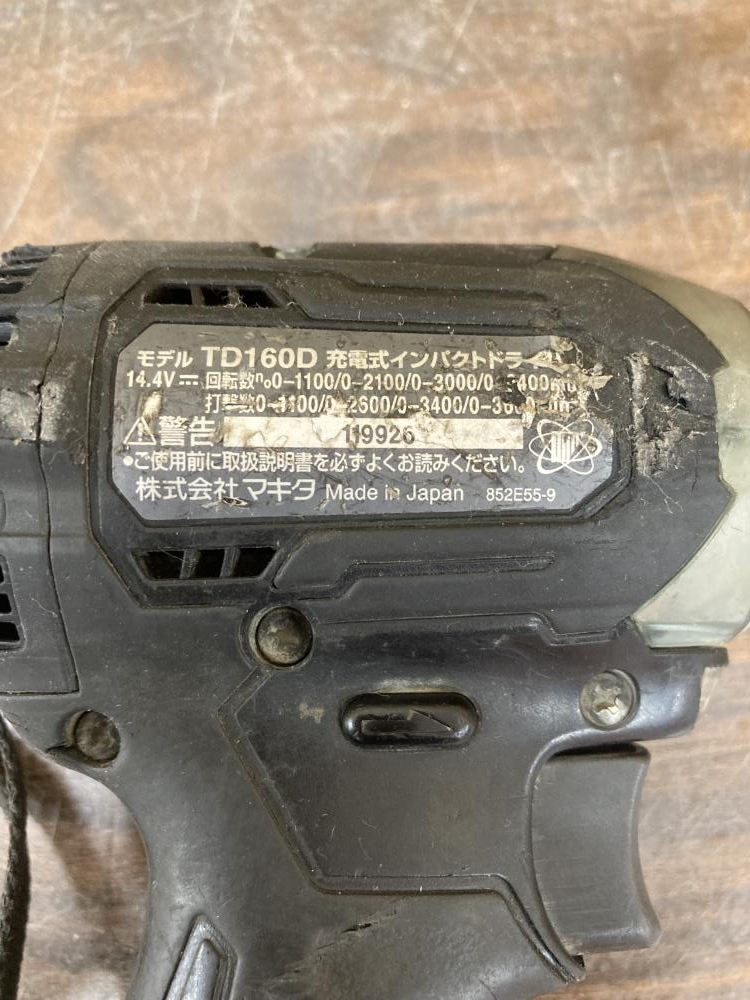 モデル TD160D 充電式インパクトドライ
14.4V⎓ 回転数n₀0-1100/0-2100/0-3000/0-3400
打撃数0-1100/0-2600/0-3400/0-3600
⚠警告 119926
●ご使用前に取扱説明書を必ずよくお読みください。
株式会社マキタ Made in Japan 852E55-9